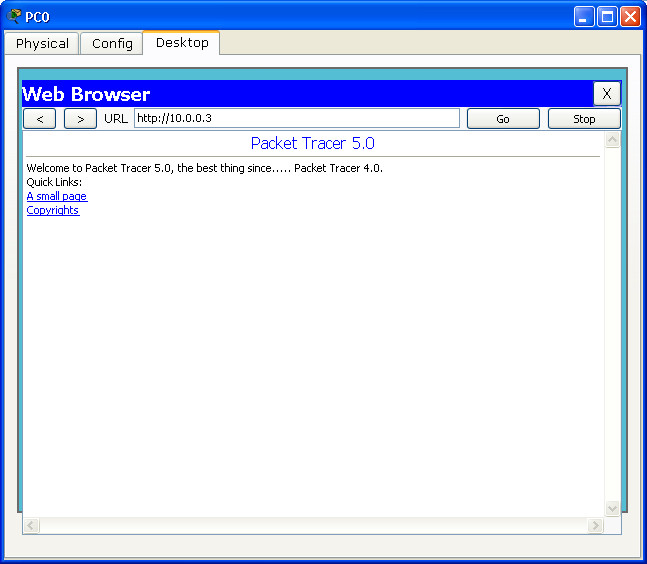 PC0
Physical Config Desktop
Web Browser X
< > URL http://10.0.0.3 Go Stop
Packet Tracer 5.0
Welcome to Packet Tracer 5.0, the best thing since..... Packet Tracer 4.0.
Quick Links:
A small page
Copyrights